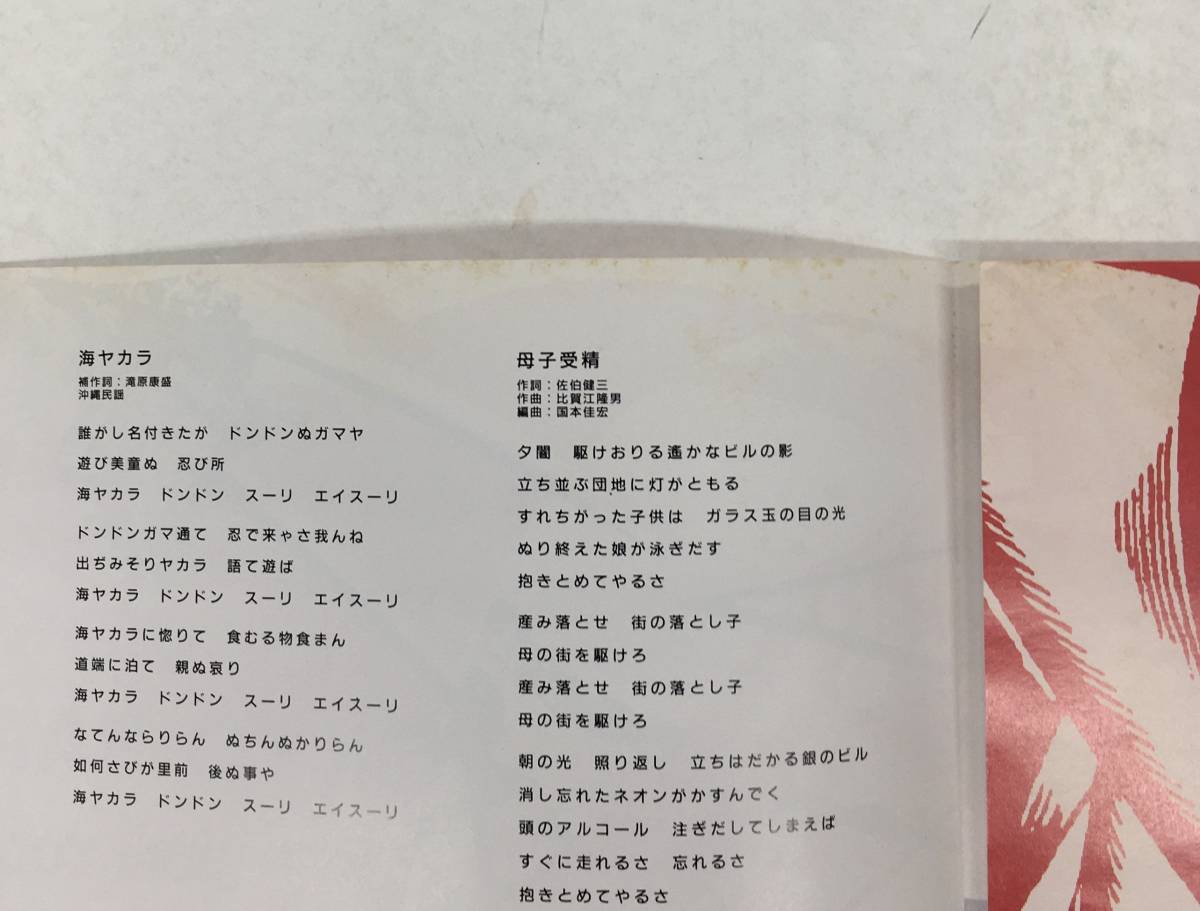 海ヤカラ
補作詞：滝原康盛
沖縄民謡
誰がし名付きたが　ドンドンぬガマヤ
遊び美童ぬ　忍び所
海ヤカラ　ドンドン　スーリ　エイスーリ
ドンドンガマ通て　忍で来ゃさ我んね
出ぢみそりヤカラ　語て遊ば
海ヤカラ　ドンドン　スーリ　エイスーリ
海ヤカラに惚りて　食むる物食まん
道端に泊て　親ぬ哀り
海ヤカラ　ドンドン　スーリ　エイスーリ
なてんならりらん　ぬちんぬかりらん
如何さびが里前　後ぬ事や
海ヤカラ　ドンドン　スーリ　エイスーリ
母子受精
作詞：佐伯健三
作曲：比賀江隆男
編曲：国本佳宏
夕闇　駆けおりる遙かなビルの影
立ち並ぶ団地に灯がともる
すれちがった子供は　ガラス玉の目の光
ぬり終えた娘が泳ぎだす
抱きとめてやるさ
産み落とせ　街の落とし子
母の街を駆けろ
産み落とせ　街の落とし子
母の街を駆けろ
朝の光　照り返し　立ちはだかる銀のビル
消し忘れたネオンがかすんでく
頭のアルコール　注ぎだしてしまえば
すぐに走れるさ　忘れるさ
抱きとめてやるさ